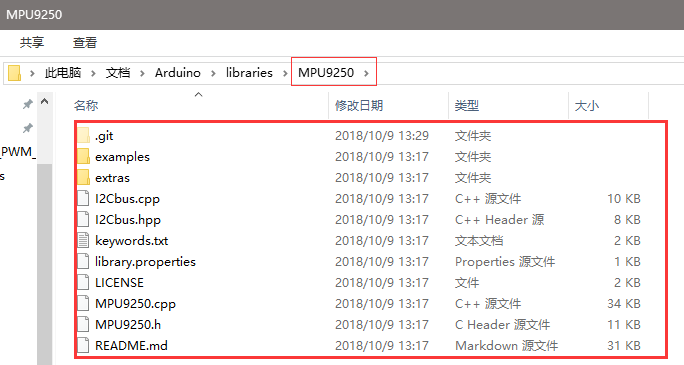 MPU9250
共享 查看
此电脑 文档 Arduino libraries MPU9250
名称 修改日期 类型 大小
.git 2018/10/9 13:29 文件夹
_PWM_ examples 2018/10/9 13:17 文件夹
s extras 2018/10/9 13:17 文件夹
I2Cbus.cpp 2018/10/9 13:17 C++ 源文件 10 KB
I2Cbus.hpp 2018/10/9 13:17 C++ Header 源 8 KB
keywords.txt 2018/10/9 13:17 文本文档 2 KB
library.properties 2018/10/9 13:17 Properties 源文件 1 KB
LICENSE 2018/10/9 13:17 文件 2 KB
MPU9250.cpp 2018/10/9 13:17 C++ 源文件 34 KB
MPU9250.h 2018/10/9 13:17 C Header 源文件 11 KB
README.md 2018/10/9 13:17 Markdown 源文件 31 KB